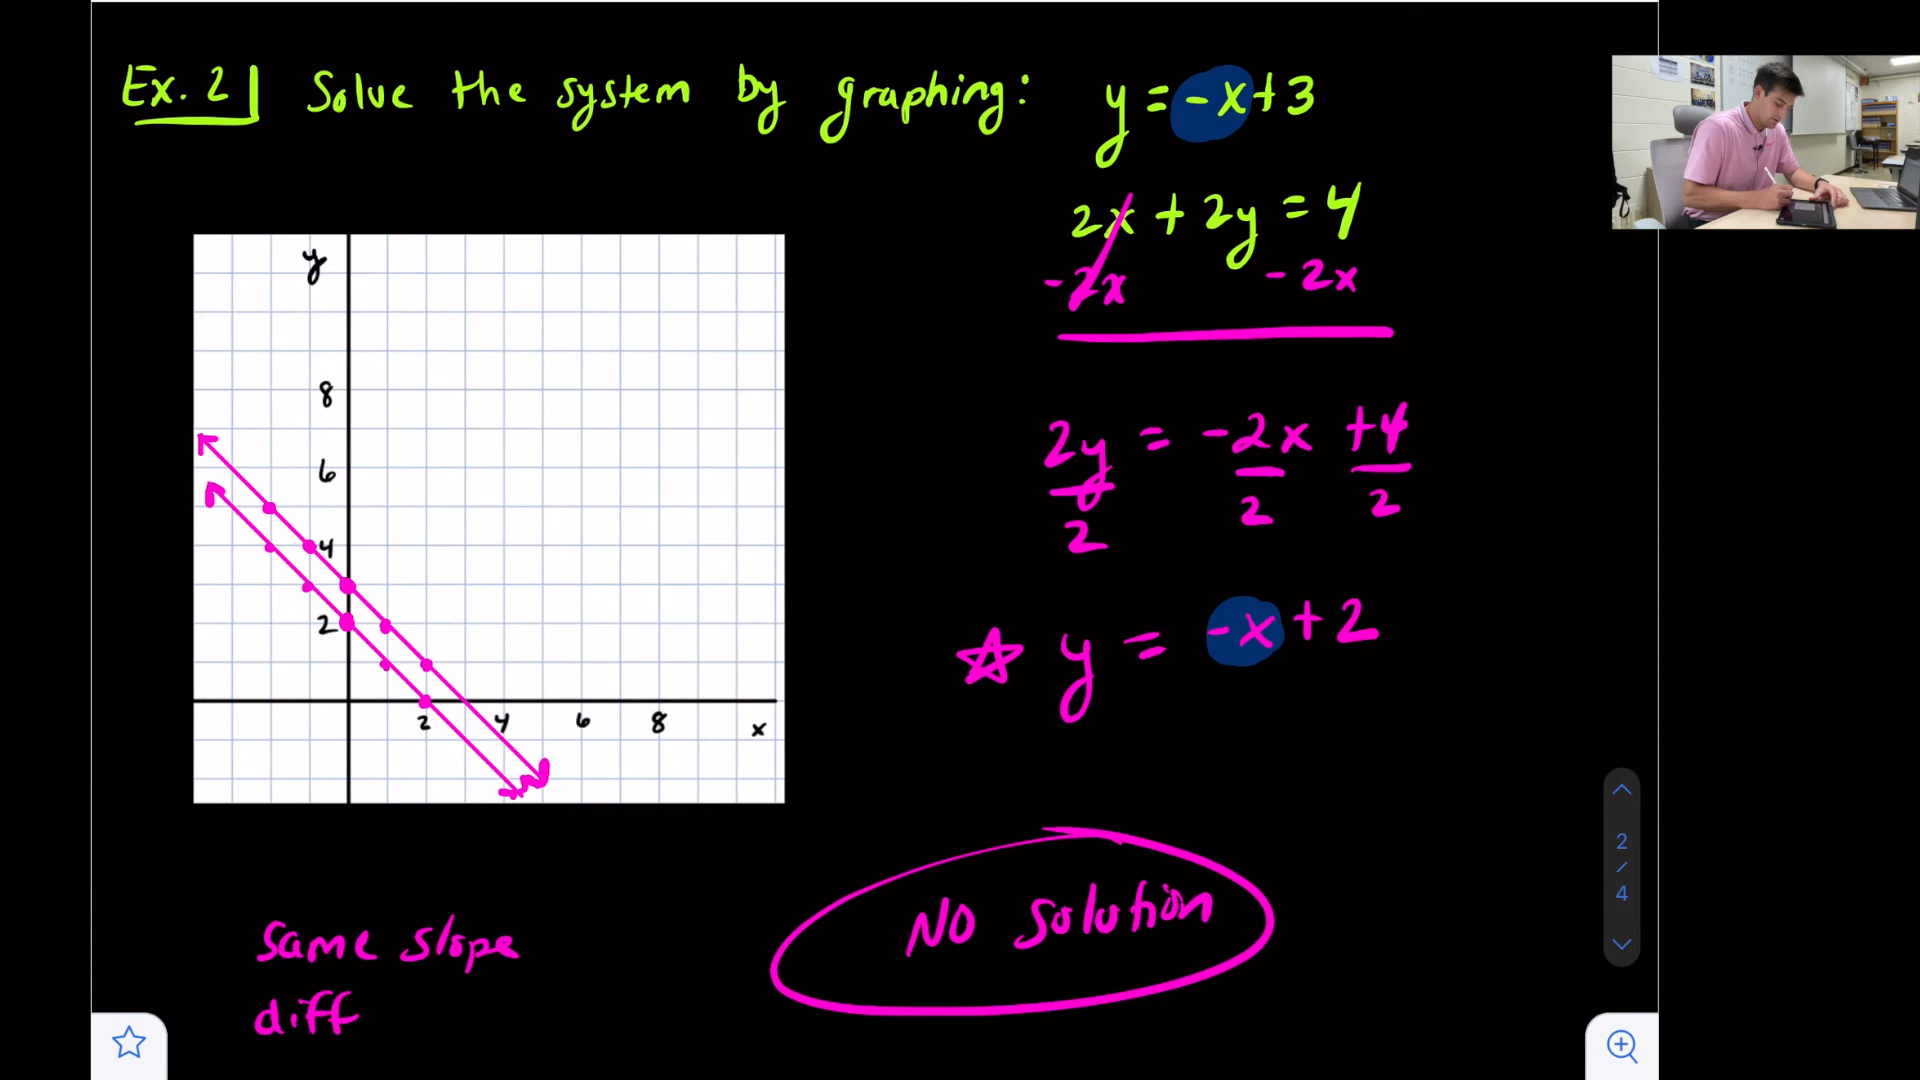 Ex. 2 Solve the system by graphing: y = -x+3
2x + 2y = 4
-2x -2x
2y = -2x +4
2 2 2
☆ y = -x+2
y
8
6
4
2
2 4 6 8 x
No solution
same slope
diff
2
/
4